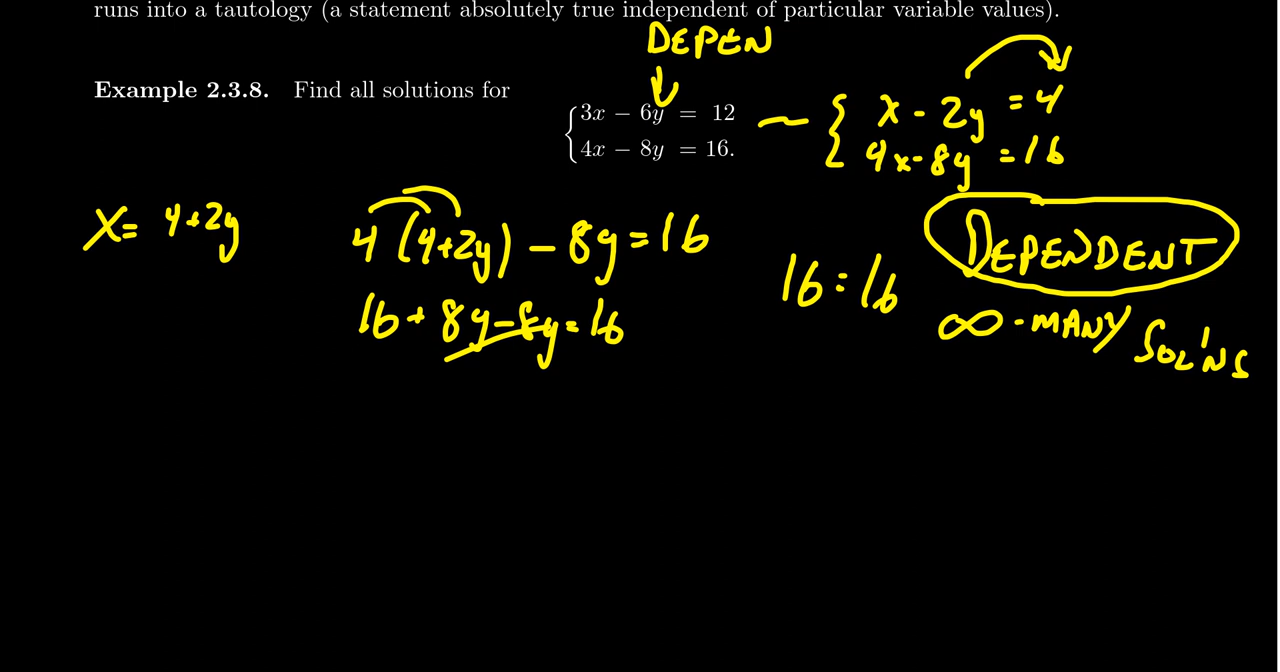 runs into a tautology (a statement absolutely true independent of particular variable values).
DEPEN
Example 2.3.8. Find all solutions for
3x − 6y = 12
4x − 8y = 16.
~ { x - 2y = 4
4x - 8y = 16
x = 4+2y
4(4+2y) - 8y = 16
16 + 8y - 8y = 16
16 = 16
DEPENDENT
∞-MANY SOL'NS